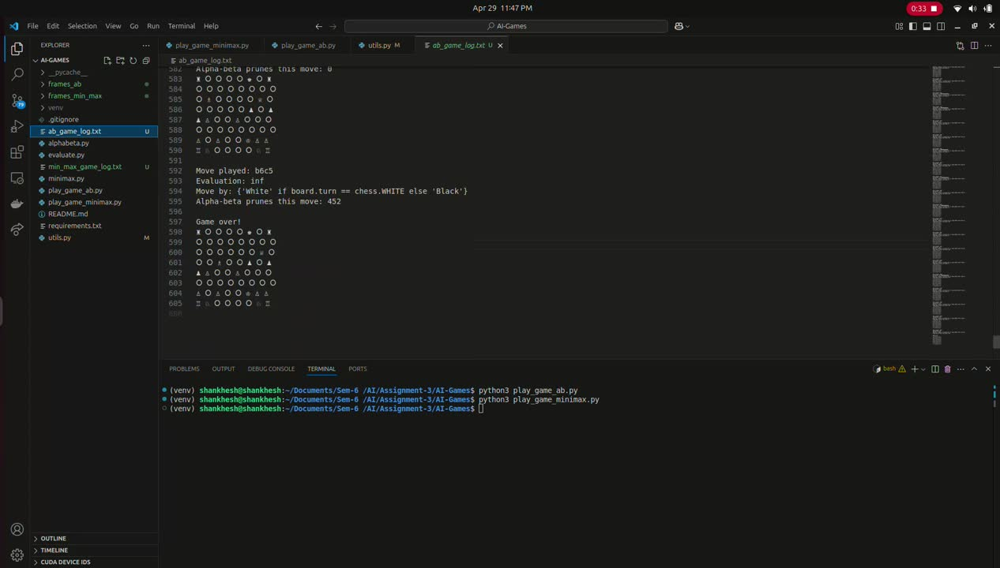 Apr 29 11:47 PM
0:33
File Edit Selection View Go Run Terminal Help
AI-Games
EXPLORER
play_game_minimax.py
play_game_ab.py
utils.py M
ab_game_log.txt U
AI-GAMES
ab_game_log.txt
__pycache__
frames_ab
frames_min_max
venv
.gitignore
ab_game_log.txt U
alphabeta.py
evaluate.py
min_max_game_log.txt U
minimax.py
play_game_ab.py
play_game_minimax.py
README.md
requirements.txt
utils.py M
79
582 Alpha-beta prunes this move: 0
583 ♜ O O O O ♚ O ♜
584 O O O O O O O O
585 O ♗ O O O O ♕ O
586 O O O O O ♟ O ♟
587 ♟ ♙ O O ♙ O O O
588 O O O O O O O O
589 ♙ O ♙ O O ♔ ♙ ♙
590 ♖ ♘ O O O O ♘ ♖
591
592 Move played: b6c5
593 Evaluation: inf
594 Move by: {'White' if board.turn == chess.WHITE else 'Black'}
595 Alpha-beta prunes this move: 452
596
597 Game over!
598 ♜ O O O O ♚ O ♜
599 O O O O O O O O
600 O O O O O O ♕ O
601 O O ♗ O O ♟ O ♟
602 ♟ ♙ O O ♙ O O O
603 O O O O O O O O
604 ♙ O ♙ O O ♔ ♙ ♙
605 ♖ ♘ O O O O ♘ ♖
606
PROBLEMS OUTPUT DEBUG CONSOLE TERMINAL PORTS
bash
(venv) shankhesh@shankhesh:~/Documents/Sem-6 /AI/Assignment-3/AI-Games$ python3 play_game_ab.py
(venv) shankhesh@shankhesh:~/Documents/Sem-6 /AI/Assignment-3/AI-Games$ python3 play_game_minimax.py
(venv) shankhesh@shankhesh:~/Documents/Sem-6 /AI/Assignment-3/AI-Games$
OUTLINE
TIMELINE
CUDA DEVICE IDS